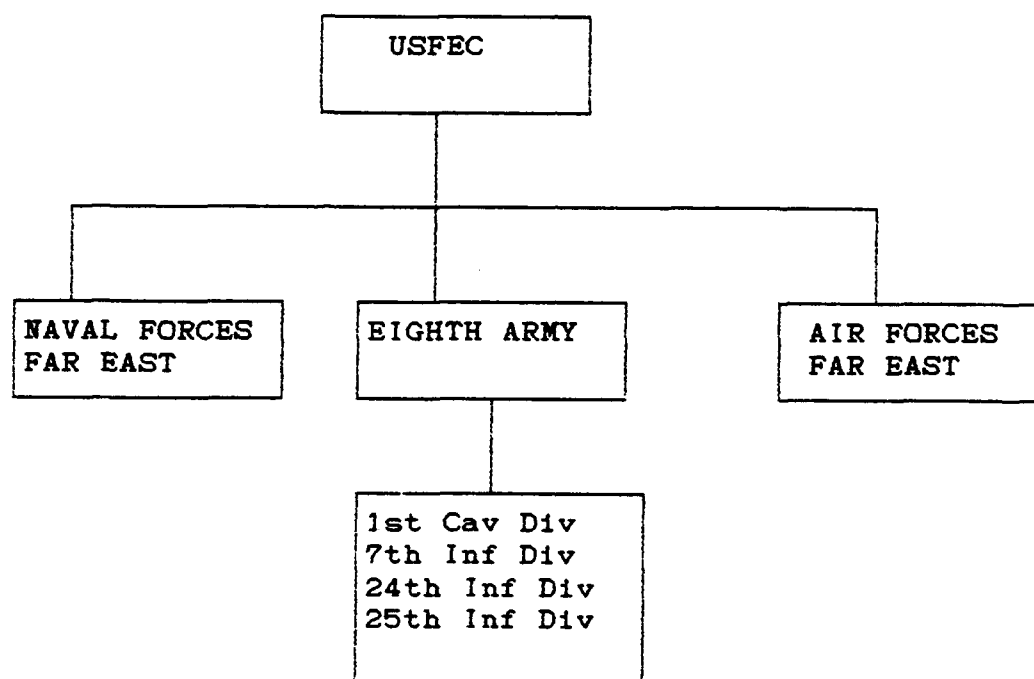 USFEC
NAVAL FORCES
FAR EAST
EIGHTH ARMY
AIR FORCES
FAR EAST
1st Cav Div
7th Inf Div
24th Inf Div
25th Inf Div